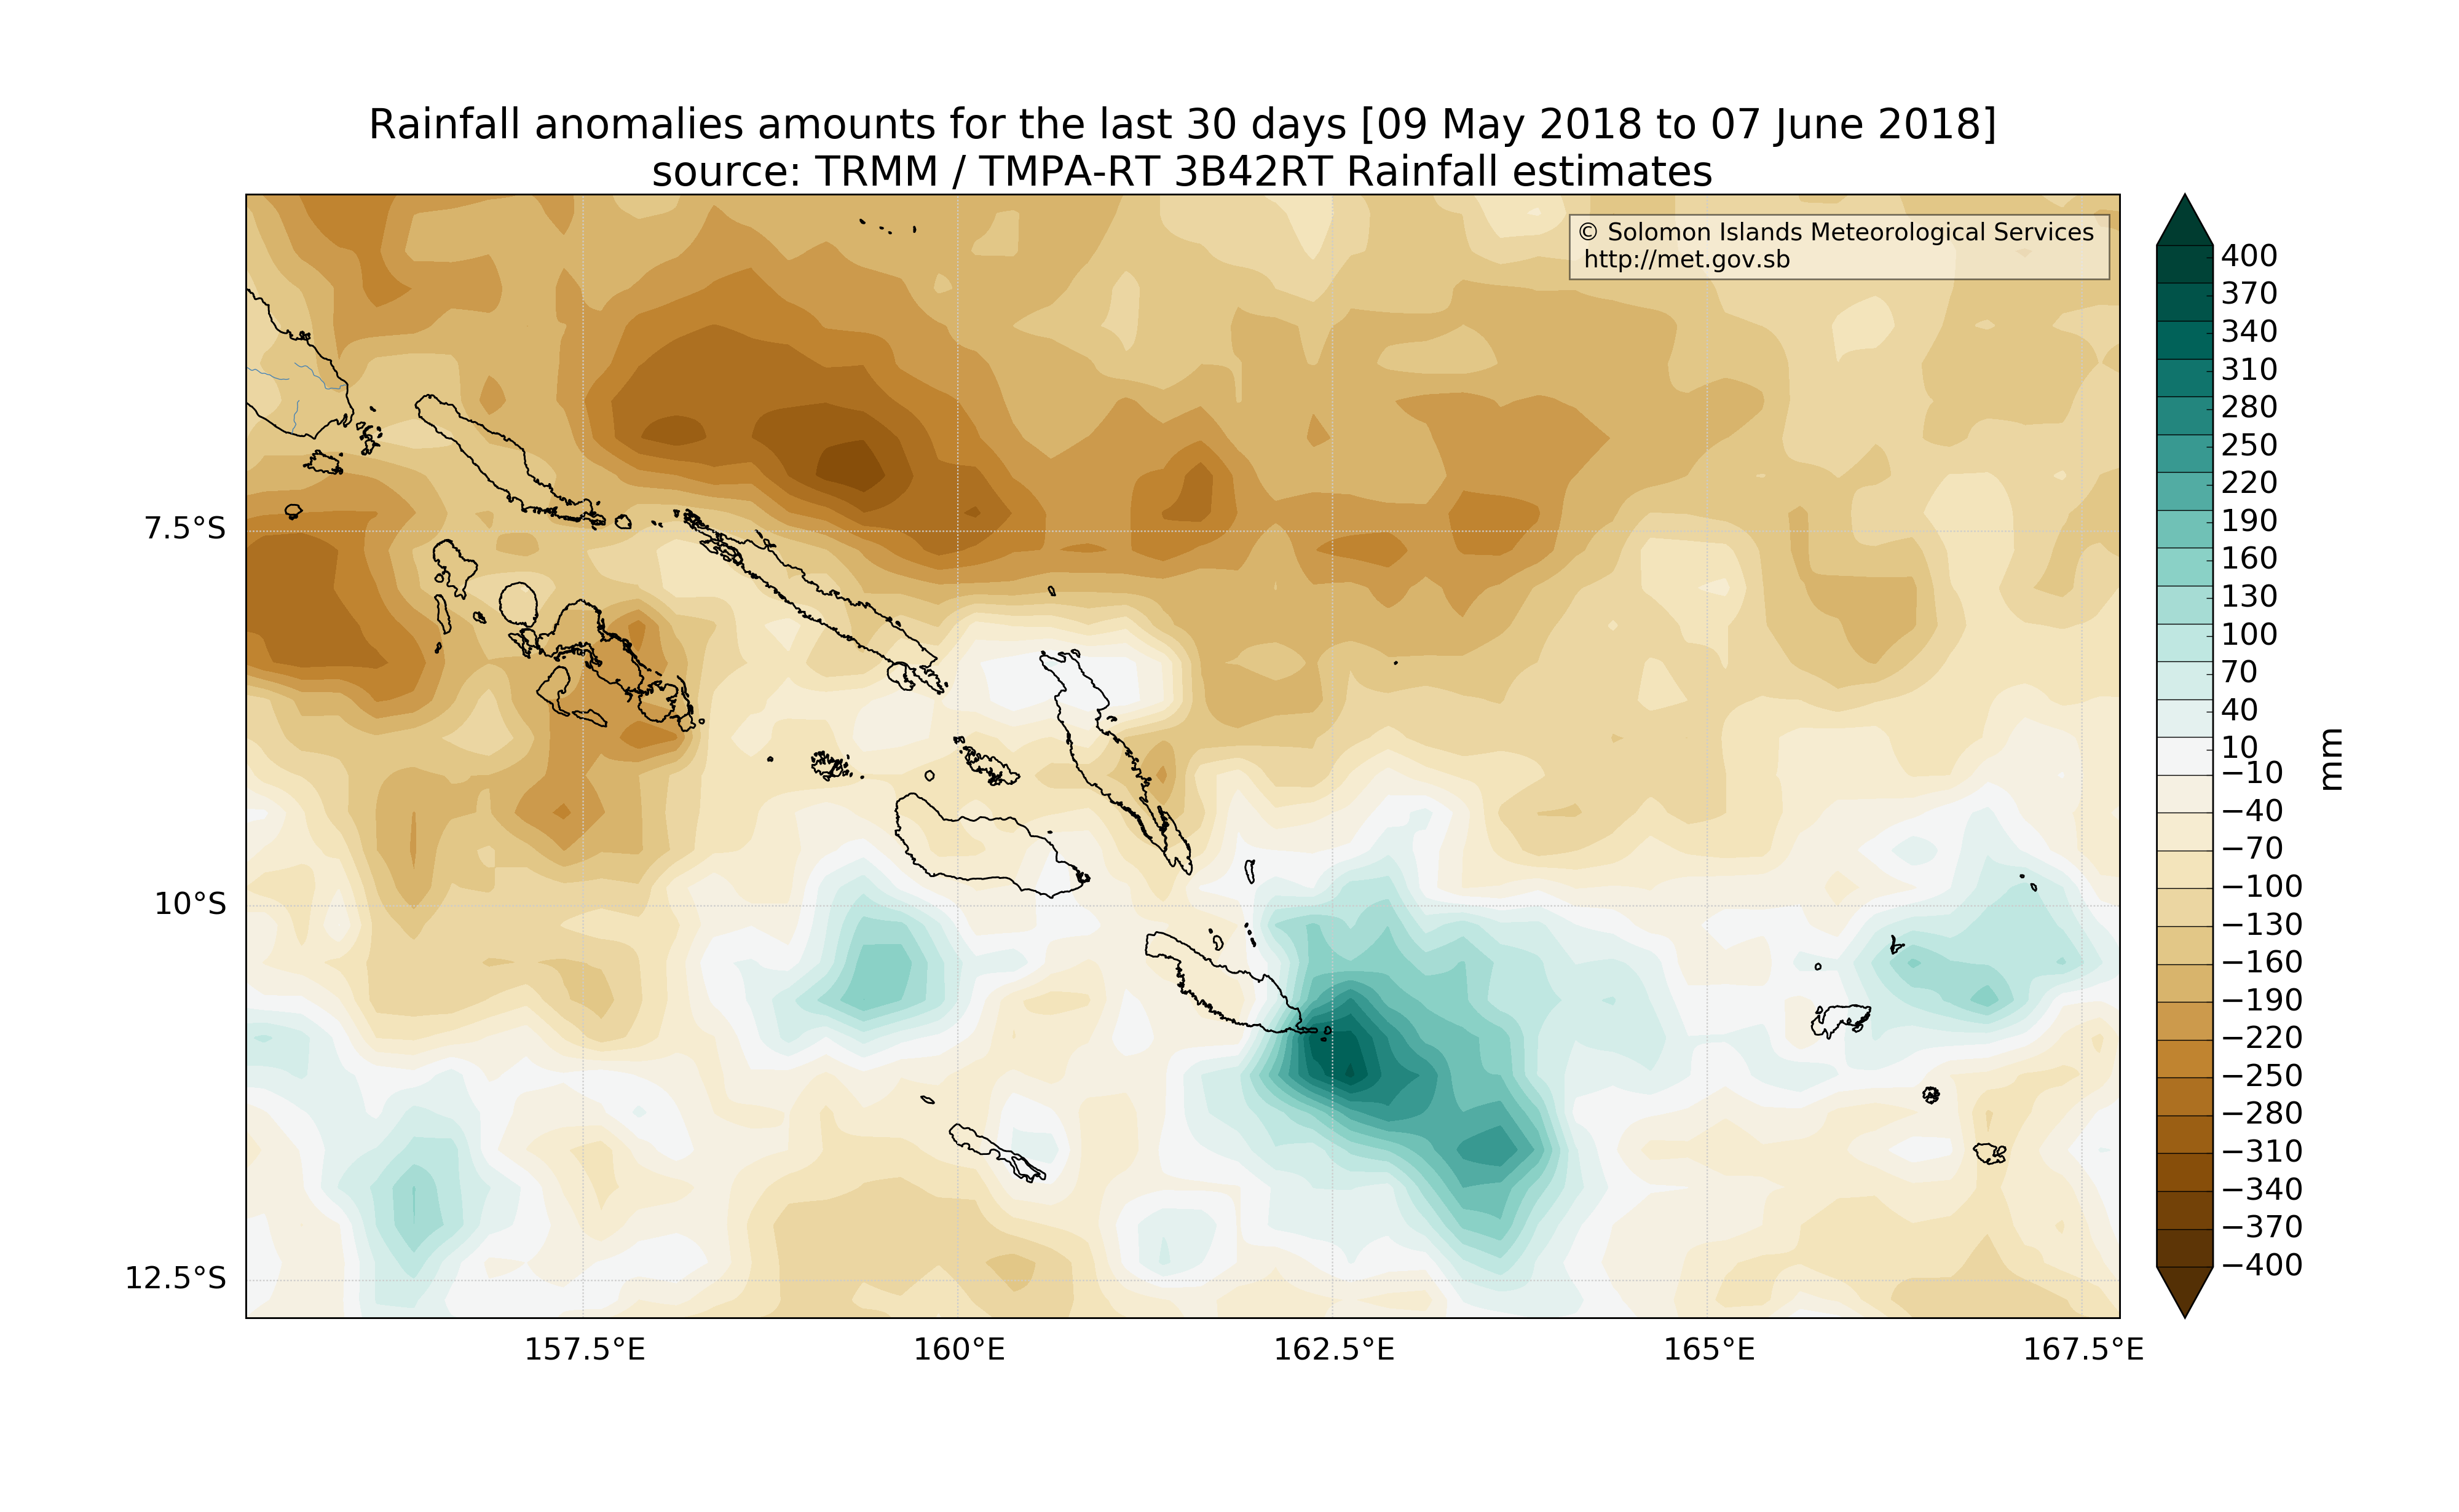 Rainfall anomalies amounts for the last 30 days [09 May 2018 to 07 June 2018]
source: TRMM / TMPA-RT 3B42RT Rainfall estimates
© Solomon Islands Meteorological Services
http://met.gov.sb
7.5°S
10°S
12.5°S
157.5°E
160°E
162.5°E
165°E
167.5°E
400
370
340
310
280
250
220
190
160
130
100
70
40
10
−10
−40
−70
−100
−130
−160
−190
−220
−250
−280
−310
−340
−370
−400
mm